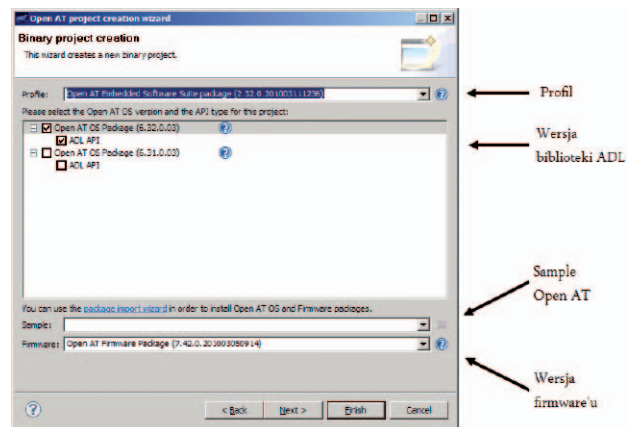 Open AT project creation wizard
Binary project creation
This wizard creates a new binary project.
Profile: Open AT Embedded Software Suite package (2.32.0.201003111236)
Profil
Please select the Open AT OS version and the API type for this project:
Open AT OS Package (6.32.0.03)
ADL API
Open AT OS Package (6.31.0.03)
ADL API
Wersja
biblioteki ADL
You can use the package import wizard in order to install Open AT OS and Firmware packages.
Sample:
Sample
Open AT
Firmware: Open AT Firmware Package (7.42.0.201003050914)
Wersja
firmware'u
< Back
Next >
Finish
Cancel